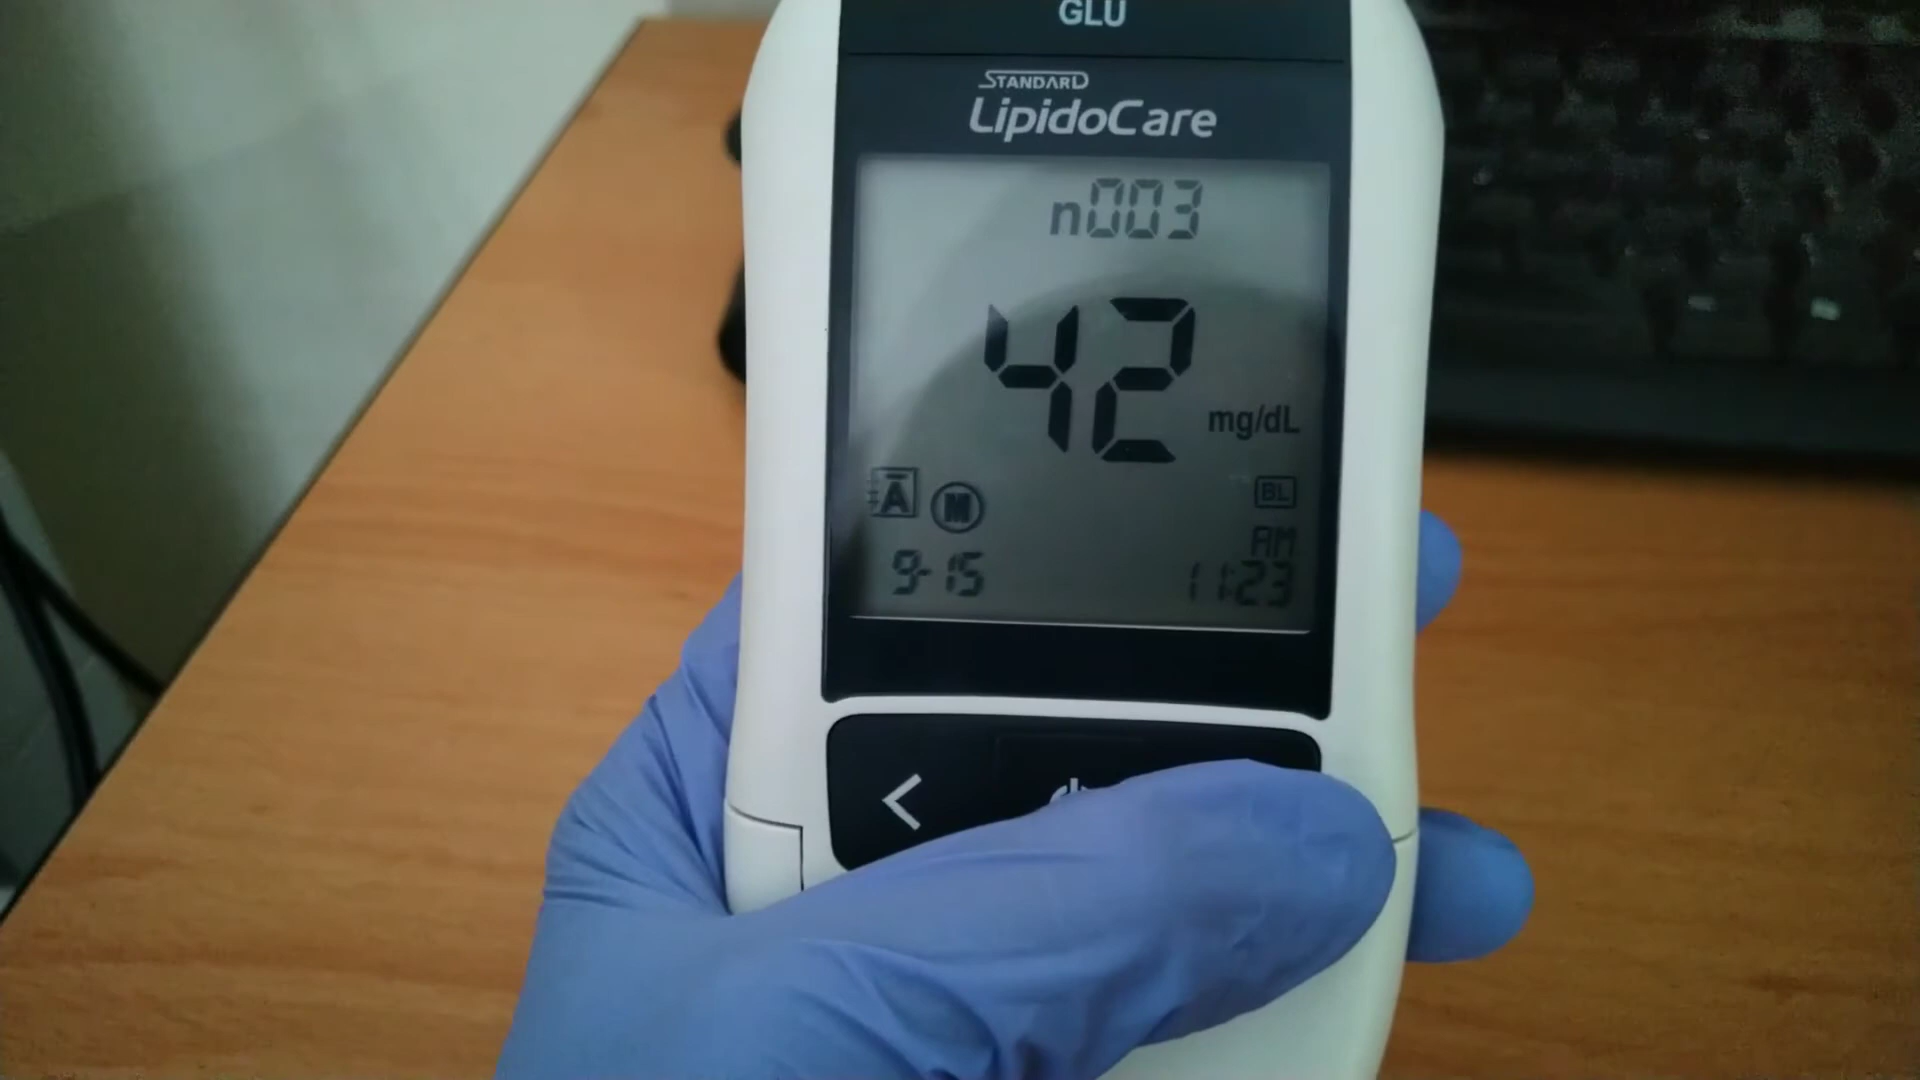 GLU
STANDARD
LipidoCare
n003
42
mg/dL
A M BL
AM
9-15 11:23